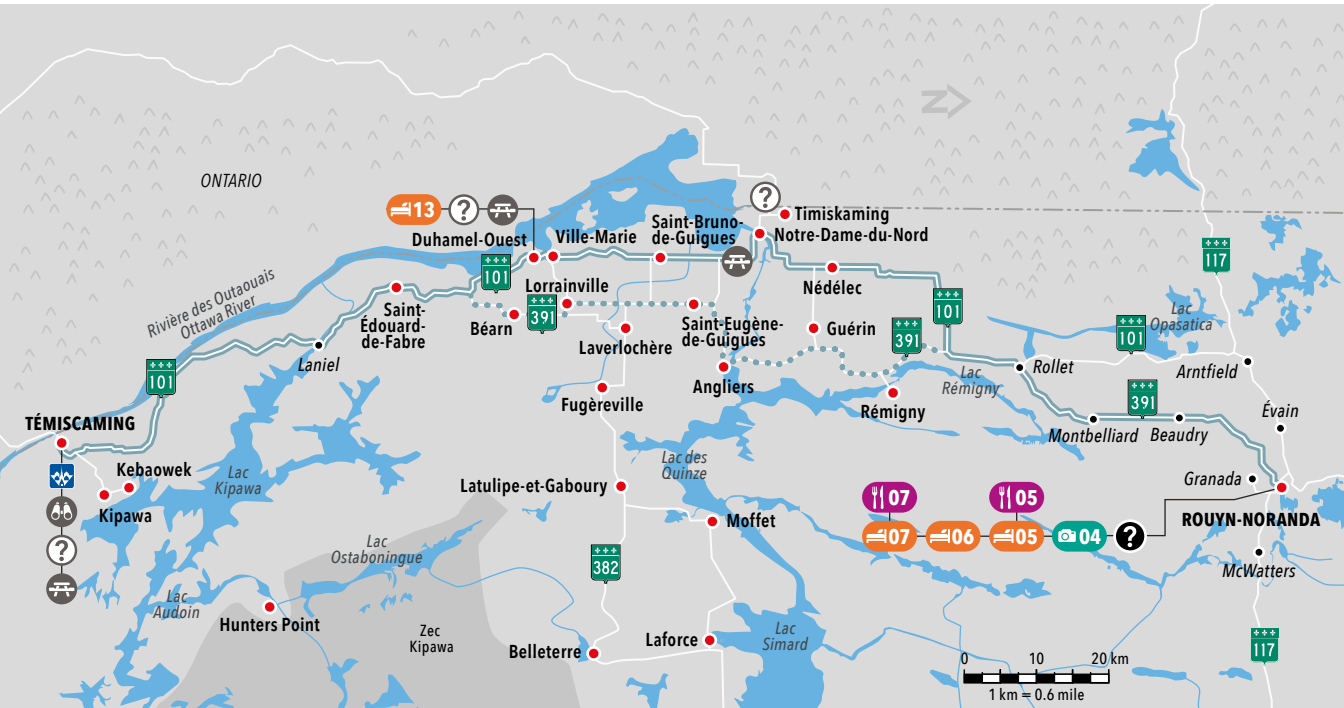 N
ONTARIO
13
?
?
117
Timiskaming
Saint-Bruno-
de-Guigues
Notre-Dame-du-Nord
Duhamel-Ouest
Ville-Marie
101
Nédélec
Lorrainville
391
Béarn
Rivière des Outaouais
Ottawa River
Saint-
Édouard-
de-Fabre
Laverlochère
Saint-Eugène-
de-Guigues
Guérin
391
101
Lac
Opasatica
101
Laniel
101
Fugèreville
Angliers
Rémigny
Lac
Rémigny
Rollet
Arntfield
391
Montbelliard
Beaudry
Évain
TÉMISCAMING
Kebaowek
Kipawa
Lac
Kipawa
Lac des
Quinze
Latulipe-et-Gaboury
Moffet
Granada
ROUYN-NORANDA
McWatters
07
05
07
06
05
04
?
?
Lac
Ostaboningue
Lac
Audoin
382
Hunters Point
Zec
Kipawa
Belleterre
Laforce
Lac
Simard
117
0 10 20 km
1 km = 0.6 mile